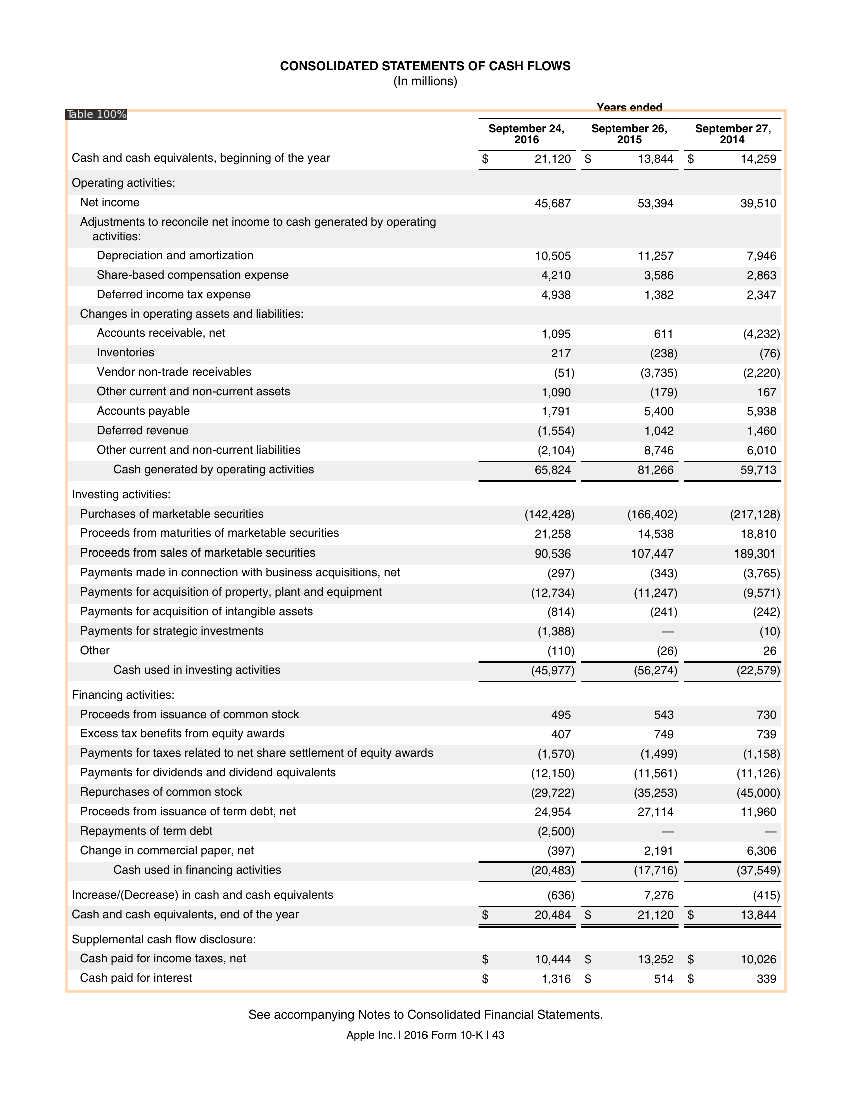 CONSOLIDATED STATEMENTS OF CASH FLOWS
(In millions)
Years ended
Table 100%
September 24, 2016 September 26, 2015 September 27, 2014
Cash and cash equivalents, beginning of the year $ 21,120 $ 13,844 $ 14,259
Operating activities:
Net income 45,687 53,394 39,510
Adjustments to reconcile net income to cash generated by operating
activities:
Depreciation and amortization 10,505 11,257 7,946
Share-based compensation expense 4,210 3,586 2,863
Deferred income tax expense 4,938 1,382 2,347
Changes in operating assets and liabilities:
Accounts receivable, net 1,095 611 (4,232)
Inventories 217 (238) (76)
Vendor non-trade receivables (51) (3,735) (2,220)
Other current and non-current assets 1,090 (179) 167
Accounts payable 1,791 5,400 5,938
Deferred revenue (1,554) 1,042 1,460
Other current and non-current liabilities (2,104) 8,746 6,010
Cash generated by operating activities 65,824 81,266 59,713
Investing activities:
Purchases of marketable securities (142,428) (166,402) (217,128)
Proceeds from maturities of marketable securities 21,258 14,538 18,810
Proceeds from sales of marketable securities 90,536 107,447 189,301
Payments made in connection with business acquisitions, net (297) (343) (3,765)
Payments for acquisition of property, plant and equipment (12,734) (11,247) (9,571)
Payments for acquisition of intangible assets (814) (241) (242)
Payments for strategic investments (1,388) — (10)
Other (110) (26) 26
Cash used in investing activities (45,977) (56,274) (22,579)
Financing activities:
Proceeds from issuance of common stock 495 543 730
Excess tax benefits from equity awards 407 749 739
Payments for taxes related to net share settlement of equity awards (1,570) (1,499) (1,158)
Payments for dividends and dividend equivalents (12,150) (11,561) (11,126)
Repurchases of common stock (29,722) (35,253) (45,000)
Proceeds from issuance of term debt, net 24,954 27,114 11,960
Repayments of term debt (2,500) — —
Change in commercial paper, net (397) 2,191 6,306
Cash used in financing activities (20,483) (17,716) (37,549)
Increase/(Decrease) in cash and cash equivalents (636) 7,276 (415)
Cash and cash equivalents, end of the year $ 20,484 $ 21,120 $ 13,844
Supplemental cash flow disclosure:
Cash paid for income taxes, net $ 10,444 $ 13,252 $ 10,026
Cash paid for interest $ 1,316 $ 514 $ 339
See accompanying Notes to Consolidated Financial Statements.
Apple Inc. | 2016 Form 10-K | 43